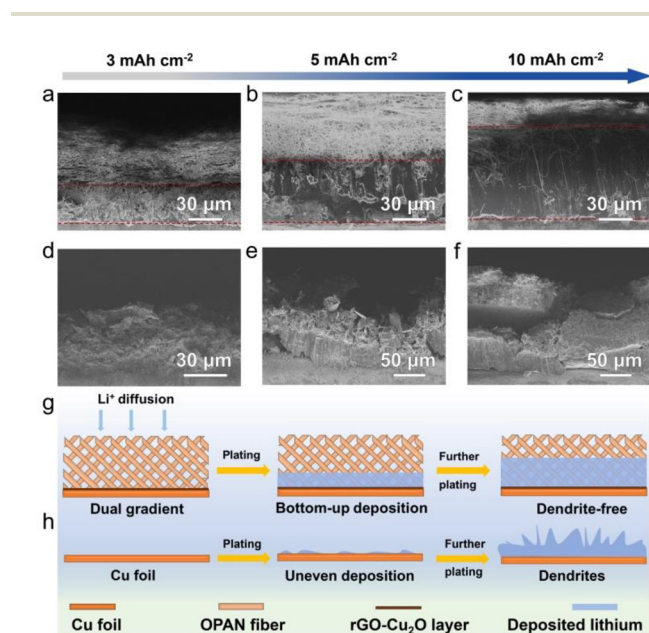 3 mAh cm⁻² 5 mAh cm⁻² 10 mAh cm⁻²
a b c
30 μm 30 μm 30 μm
d e f
30 μm 50 μm 50 μm
g
Li⁺ diffusion
Plating Further
plating
Dual gradient Bottom-up deposition Dendrite-free
h
Plating Further
plating
Cu foil Uneven deposition Dendrites
Cu foil OPAN fiber rGO-Cu₂O layer Deposited lithium